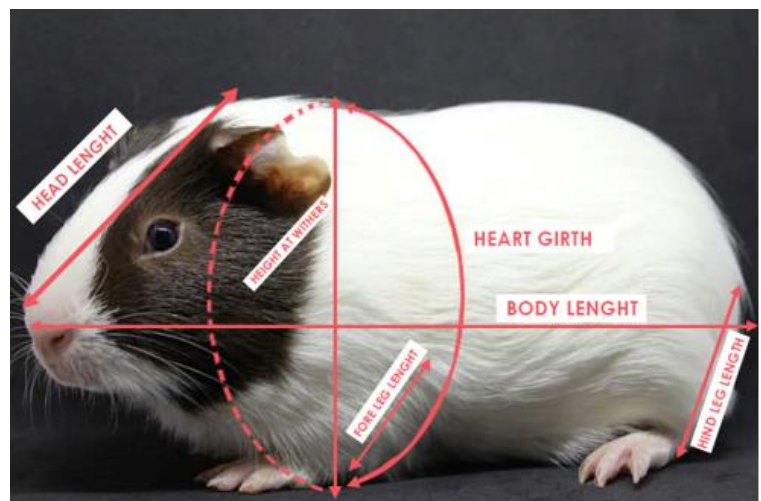 HEAD LENGHT
HEIGHT AT WITHERS
HEART GIRTH
BODY LENGHT
FORE LEG LENGHT
HIND LEG LENGTH